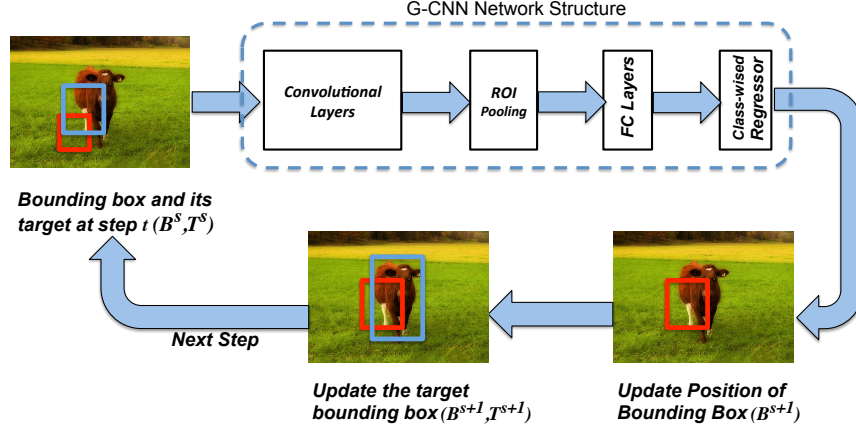 G-CNN Network Structure
Convolutional
Layers
ROI
Pooling
FC Layers
Class-wised
Regressor
Bounding box and its
target at step t (B^s,T^s)
Next Step
Update the target
bounding box (B^{s+1},T^{s+1})
Update Position of
Bounding Box (B^{s+1})